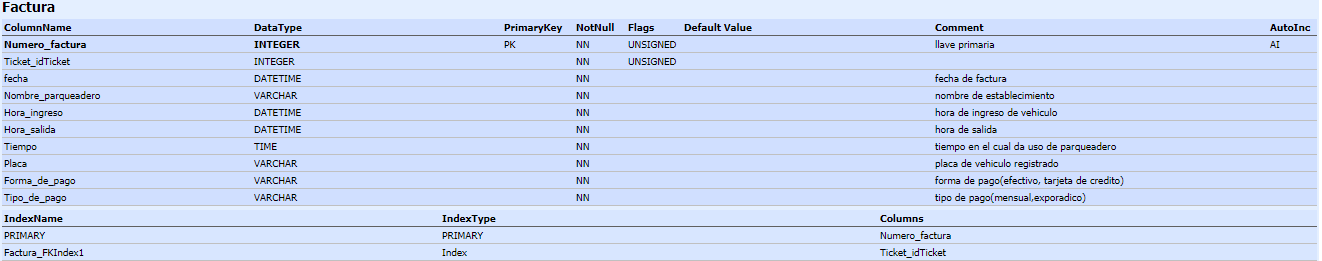 Factura
ColumnName DataType PrimaryKey NotNull Flags Default Value Comment AutoInc
Numero_factura INTEGER PK NN UNSIGNED llave primaria AI
Ticket_idTicket INTEGER NN UNSIGNED
fecha DATETIME NN fecha de factura
Nombre_parqueadero VARCHAR NN nombre de establecimiento
Hora_ingreso DATETIME NN hora de ingreso de vehiculo
Hora_salida DATETIME NN hora de salida
Tiempo TIME NN tiempo en el cual da uso de parqueadero
Placa VARCHAR NN placa de vehiculo registrado
Forma_de_pago VARCHAR NN forma de pago(efectivo, tarjeta de credito)
Tipo_de_pago VARCHAR NN tipo de pago(mensual,exporadico)
IndexName IndexType Columns
PRIMARY PRIMARY Numero_factura
Factura_FKIndex1 Index Ticket_idTicket